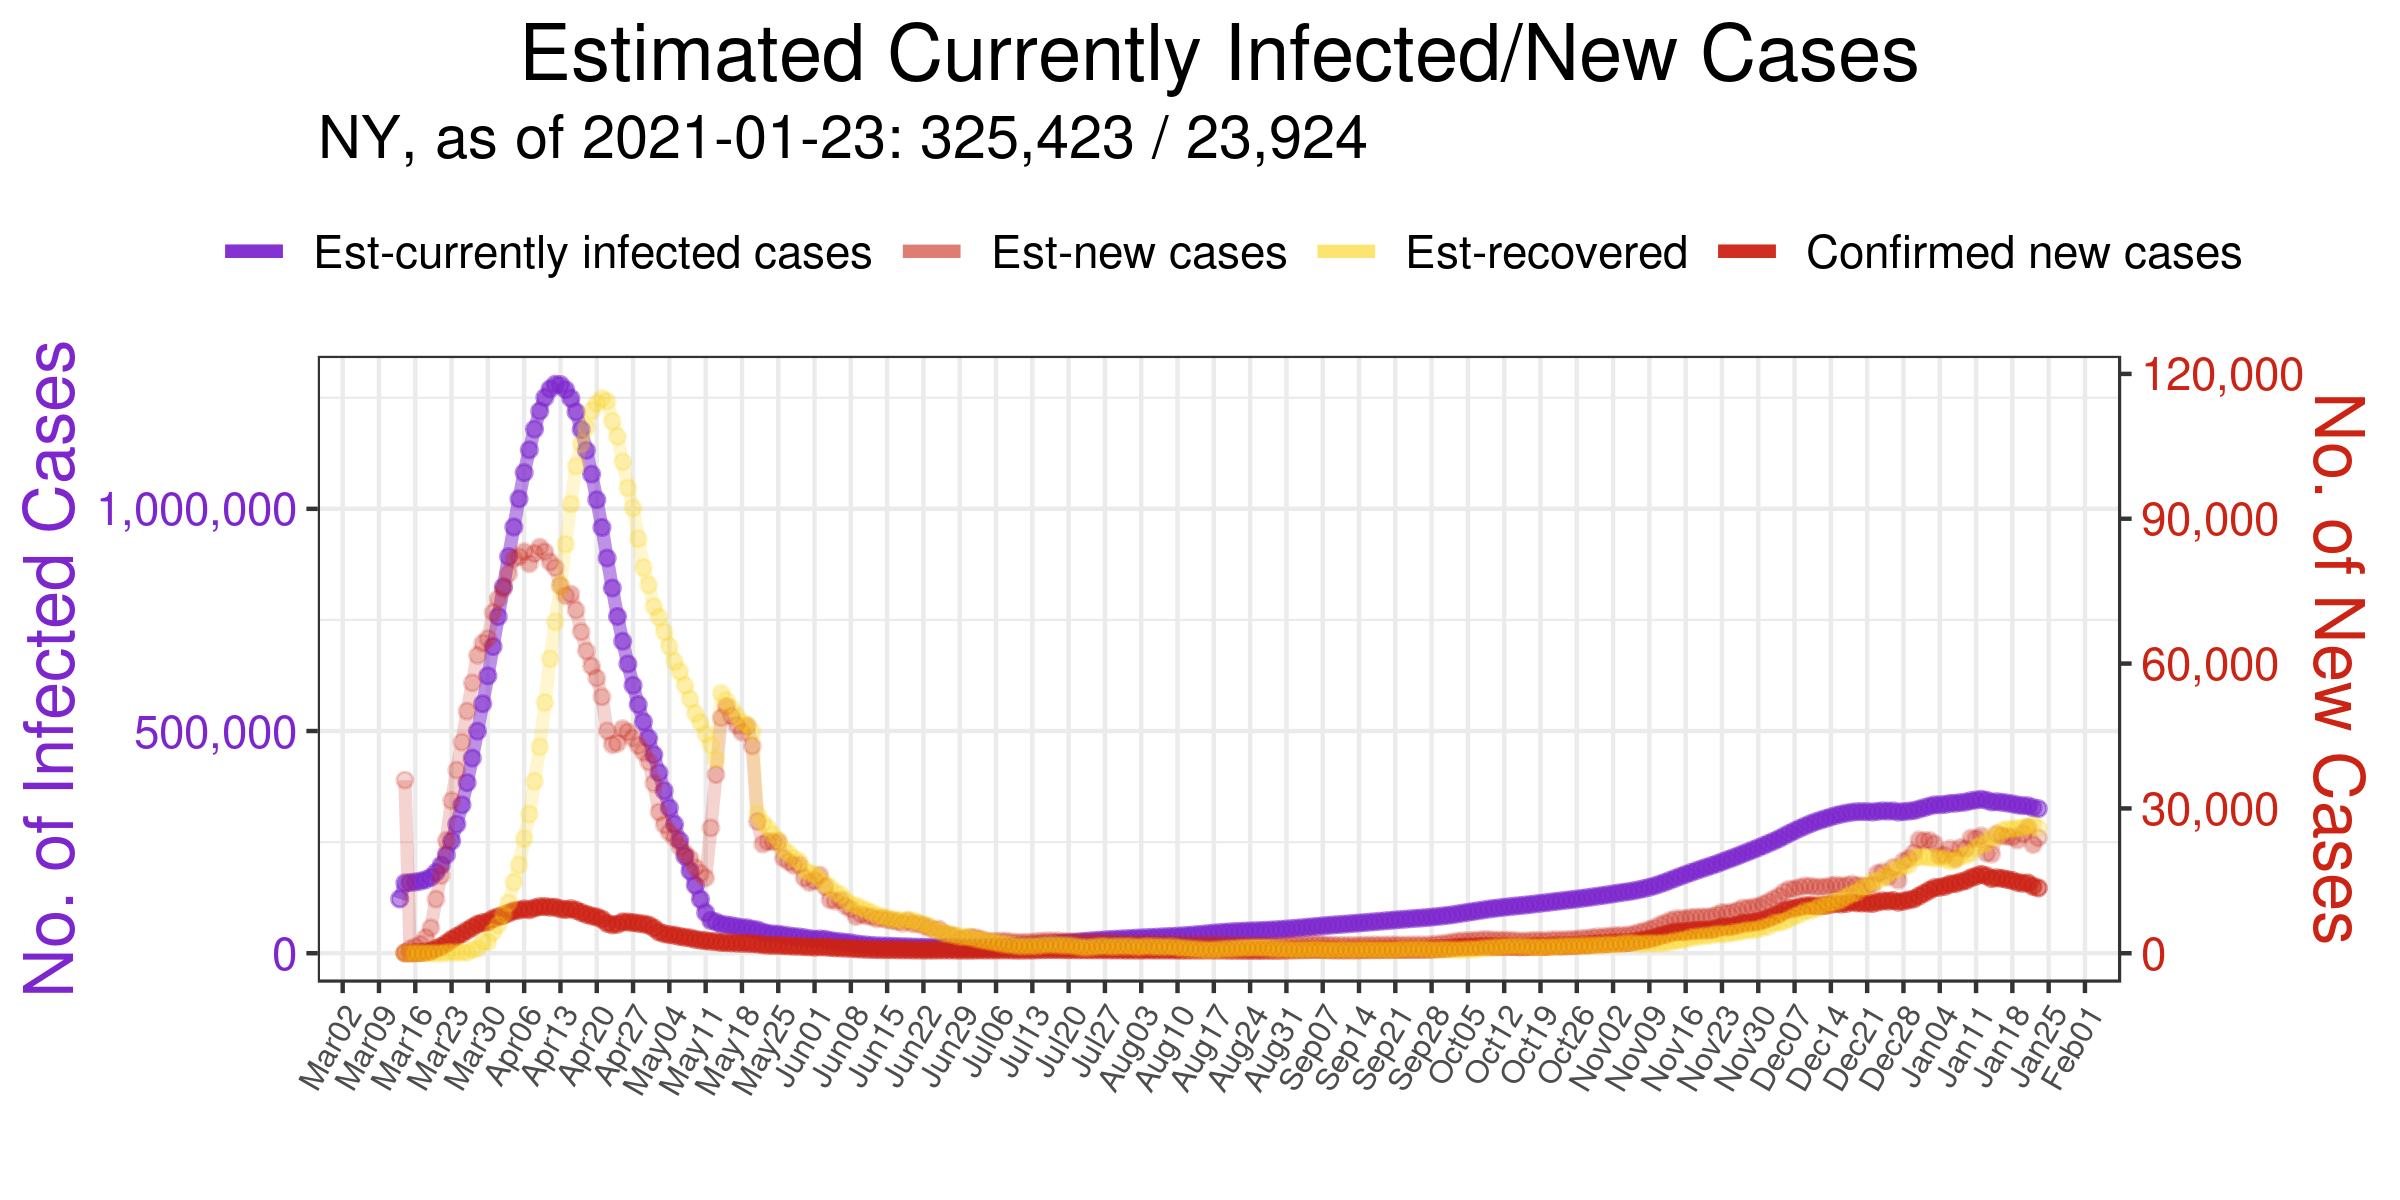 Estimated Currently Infected/New Cases
NY, as of 2021-01-23: 325,423 / 23,924
Est-currently infected cases Est-new cases Est-recovered Confirmed new cases
No. of Infected Cases
1,000,000
500,000
0
120,000
90,000
60,000
30,000
0
No. of New Cases
Mar02 Mar09 Mar16 Mar23 Mar30 Apr06 Apr13 Apr20 Apr27 May04 May11 May18 May25 Jun01 Jun08 Jun15 Jun22 Jun29 Jul06 Jul13 Jul20 Jul27 Aug03 Aug10 Aug17 Aug24 Aug31 Sep07 Sep14 Sep21 Sep28 Oct05 Oct12 Oct19 Oct26 Nov02 Nov09 Nov16 Nov23 Nov30 Dec07 Dec14 Dec21 Dec28 Jan04 Jan11 Jan18 Jan25 Feb01